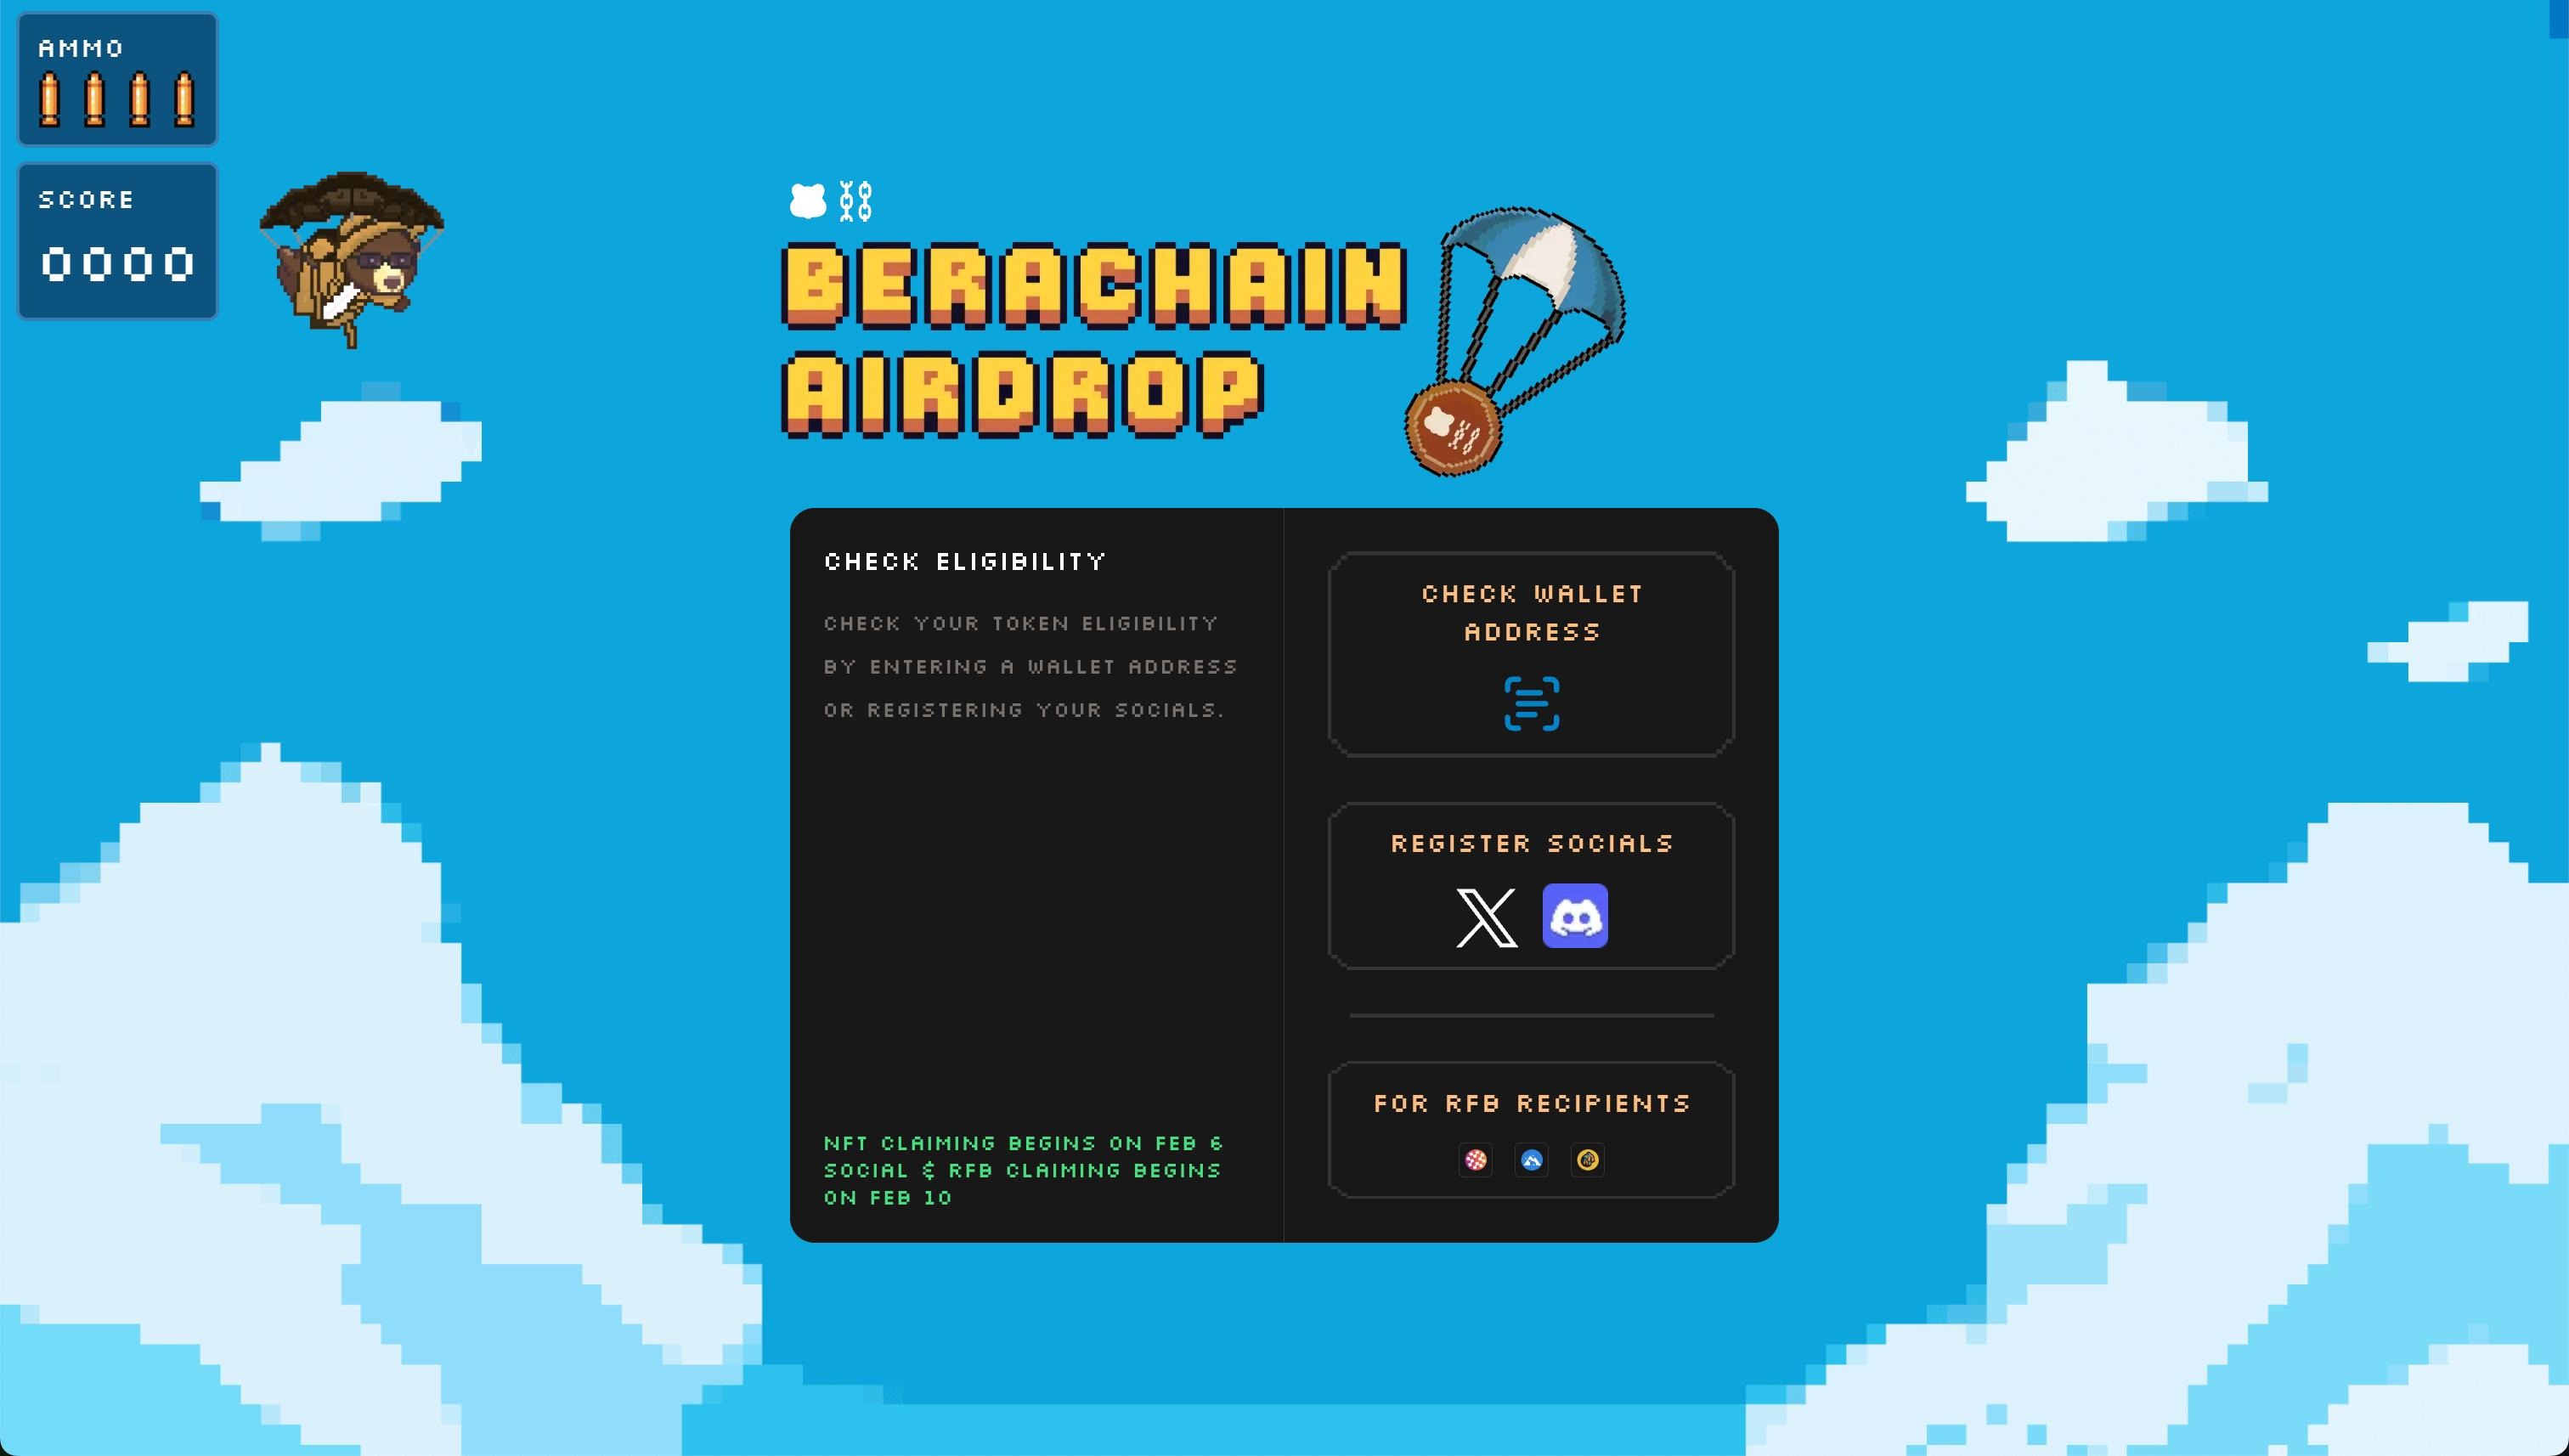 AMMO
SCORE
0000
BERACHAIN
AIRDROP
CHECK ELIGIBILITY
CHECK YOUR TOKEN ELIGIBILITY
BY ENTERING A WALLET ADDRESS
OR REGISTERING YOUR SOCIALS.
NFT CLAIMING BEGINS ON FEB 6
SOCIAL & RFB CLAIMING BEGINS
ON FEB 10
CHECK WALLET
ADDRESS
REGISTER SOCIALS
FOR RFB RECIPIENTS